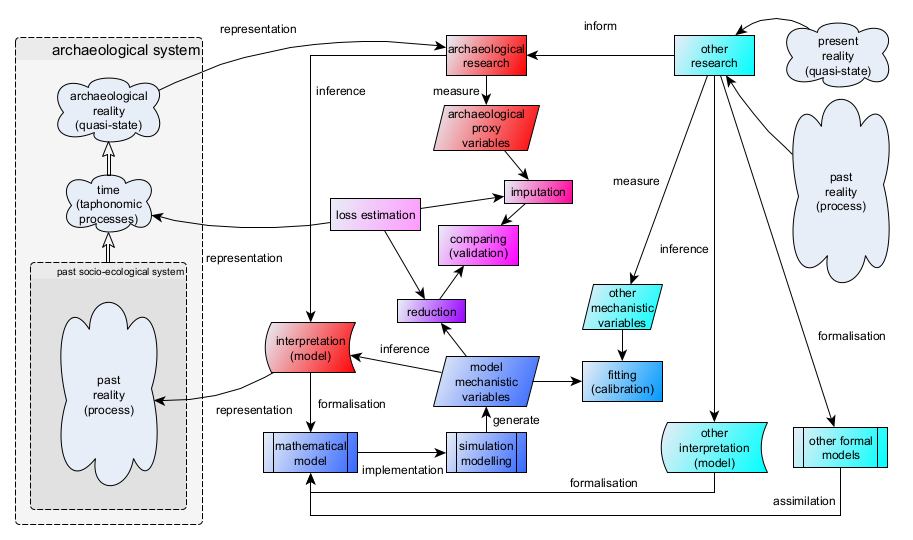 archaeological system
archaeological
reality
(quasi-state)
time
(taphonomic
processes)
past socio-ecological system
past
reality
(process)
representation
inference
representation
representation
archaeological
research
measure
archaeological
proxy
variables
imputation
loss estimation
comparing
(validation)
reduction
interpretation
(model)
inference
formalisation
model
mechanistic
variables
generate
mathematical
model
implementation
simulation
modelling
inform
other
research
present
reality
(quasi-state)
past
reality
(process)
measure
inference
formalisation
other
mechanistic
variables
fitting
(calibration)
other
interpretation
(model)
other formal
models
formalisation
assimilation